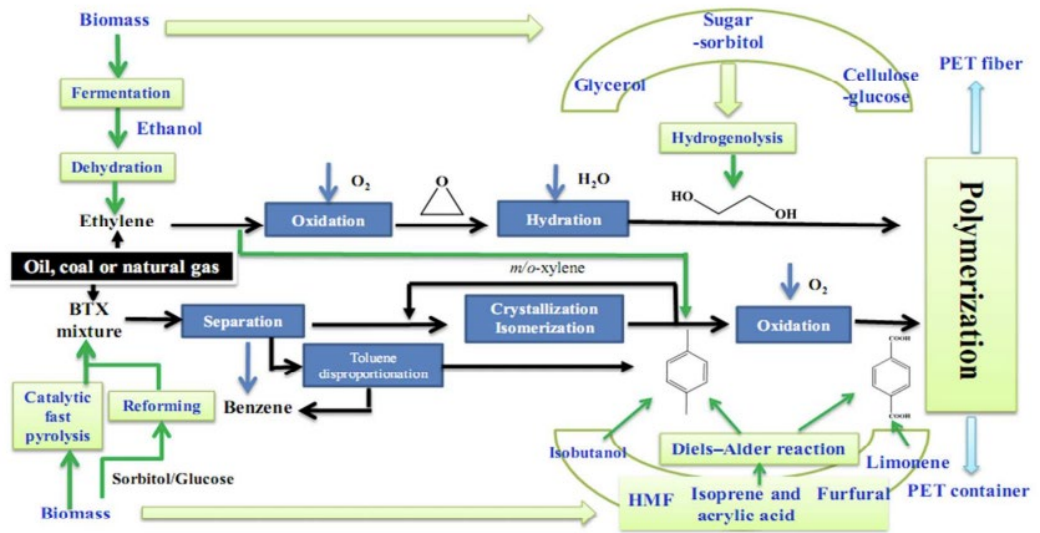 Biomass
Sugar
-sorbitol
PET fiber
Glycerol
Cellulose
-glucose
Fermentation
Ethanol
Hydrogenolysis
Dehydration
O2
O
H2O
HO
OH
Ethylene
Oxidation
Hydration
Polymerization
Oil, coal or natural gas
m/o-xylene
BTX
mixture
Separation
Crystallization
Isomerization
O2
Oxidation
Toluene
disproportionation
COOH
COOH
Catalytic
fast
pyrolysis
Reforming
Benzene
Isobutanol
Diels–Alder reaction
Limonene
Sorbitol/Glucose
HMF
Isoprene and
acrylic acid
Furfural
PET container
Biomass